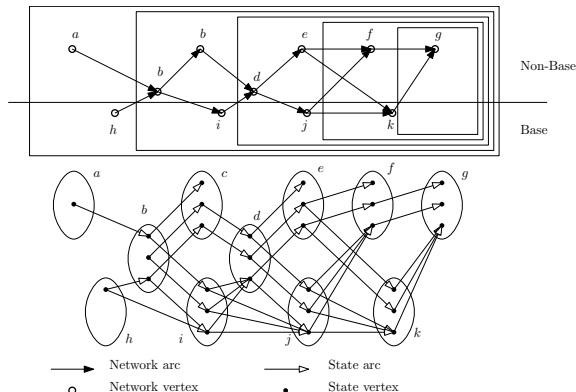 a b e f g
b d
h i j k
Non-Base
Base
a c e f g
b d
h i j k
Network arc State arc
Network vertex State vertex